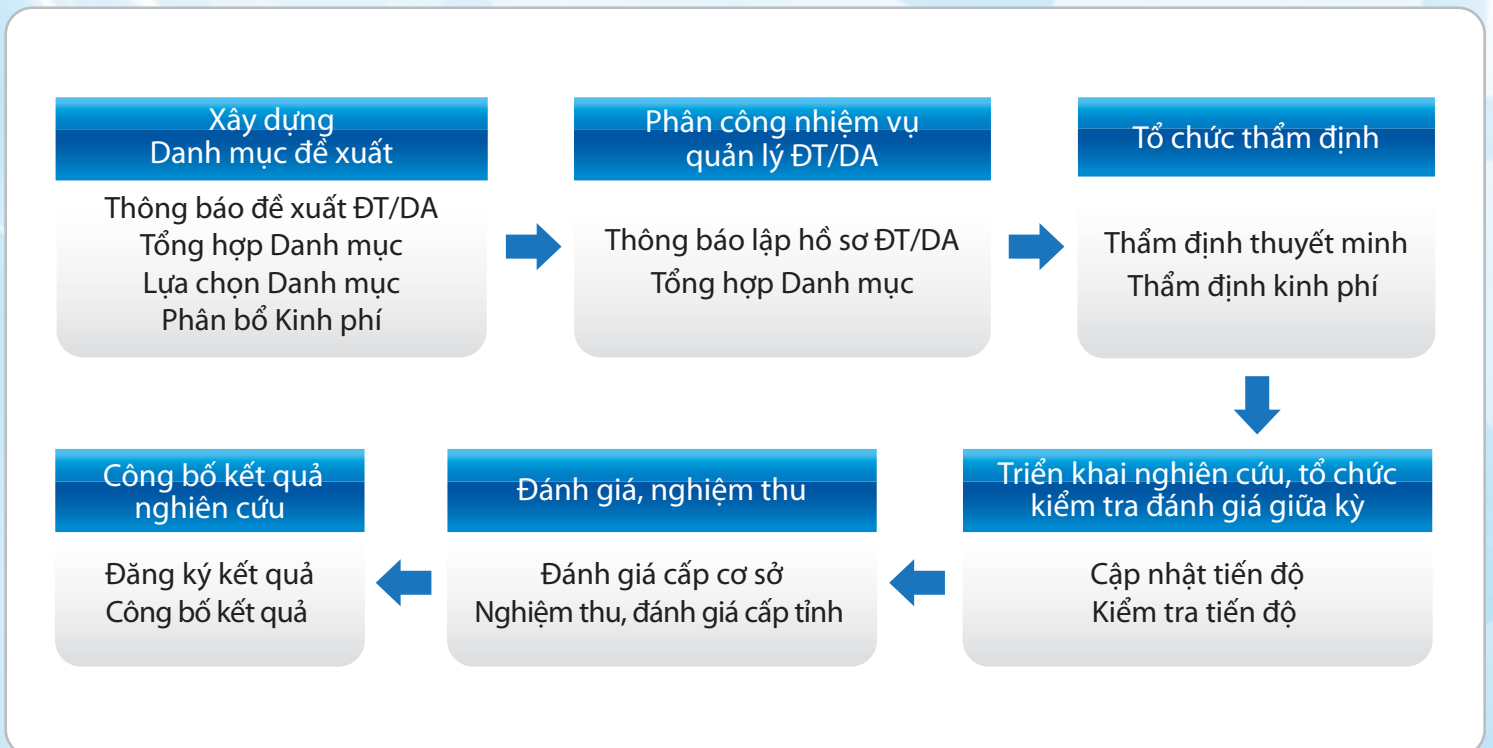 Xây dựng
Danh mục đề xuất
Thông báo đề xuất ĐT/DA
Tổng hợp Danh mục
Lựa chọn Danh mục
Phân bổ Kinh phí
Phân công nhiệm vụ
quản lý ĐT/DA
Thông báo lập hồ sơ ĐT/DA
Tổng hợp Danh mục
Tổ chức thẩm định
Thẩm định thuyết minh
Thẩm định kinh phí
Triển khai nghiên cứu, tổ chức
kiểm tra đánh giá giữa kỳ
Cập nhật tiến độ
Kiểm tra tiến độ
Đánh giá, nghiệm thu
Đánh giá cấp cơ sở
Nghiệm thu, đánh giá cấp tỉnh
Công bố kết quả
nghiên cứu
Đăng ký kết quả
Công bố kết quả